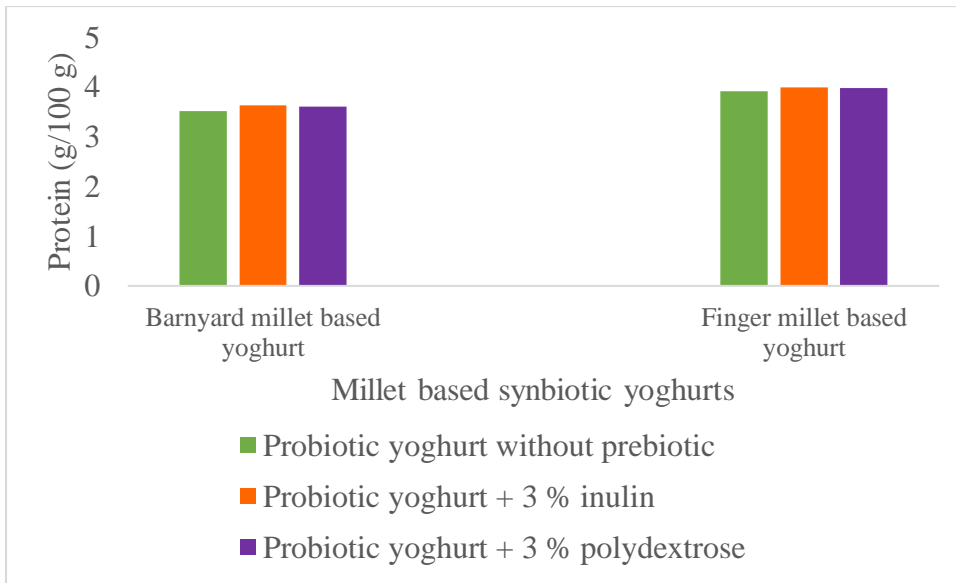 Protein (g/100 g)
5
4
3
2
1
0
Barnyard millet based
yoghurt
Finger millet based
yoghurt
Millet based synbiotic yoghurts
Probiotic yoghurt without prebiotic
Probiotic yoghurt + 3 % inulin
Probiotic yoghurt + 3 % polydextrose